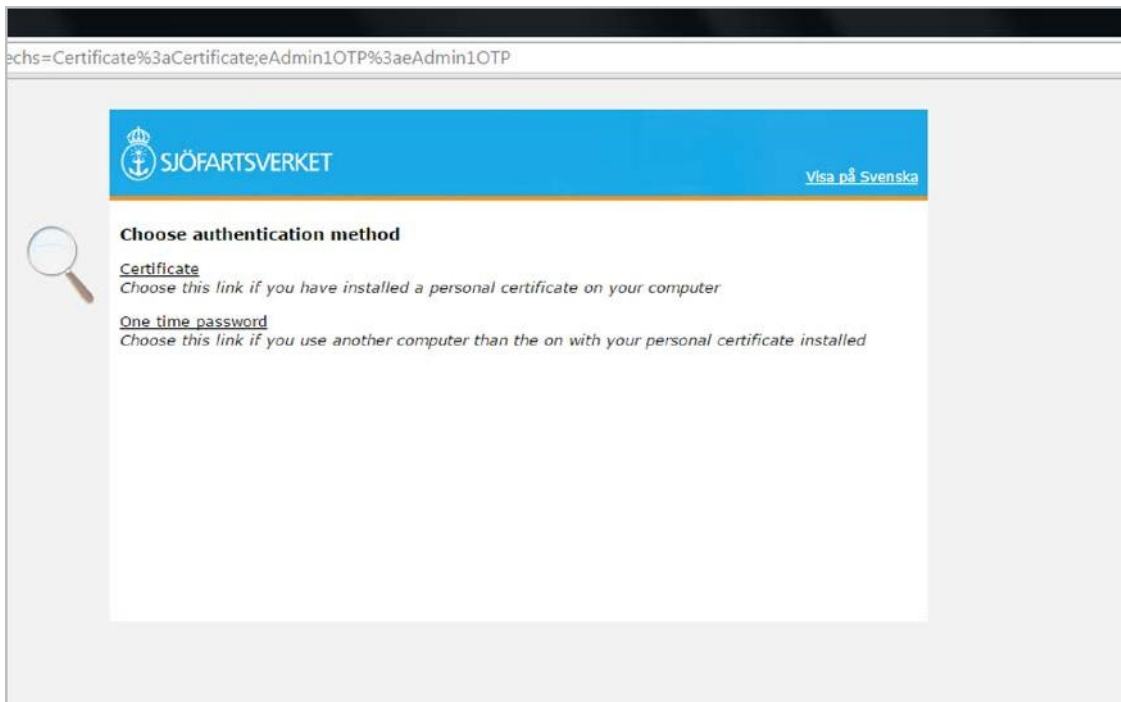 echs=Certificate%3aCertificate;eAdmin1OTP%3aeAdmin1OTP
SJÖFARTSVERKET
Visa på Svenska
Choose authentication method
Certificate
Choose this link if you have installed a personal certificate on your computer
One time password
Choose this link if you use another computer than the on with your personal certificate installed